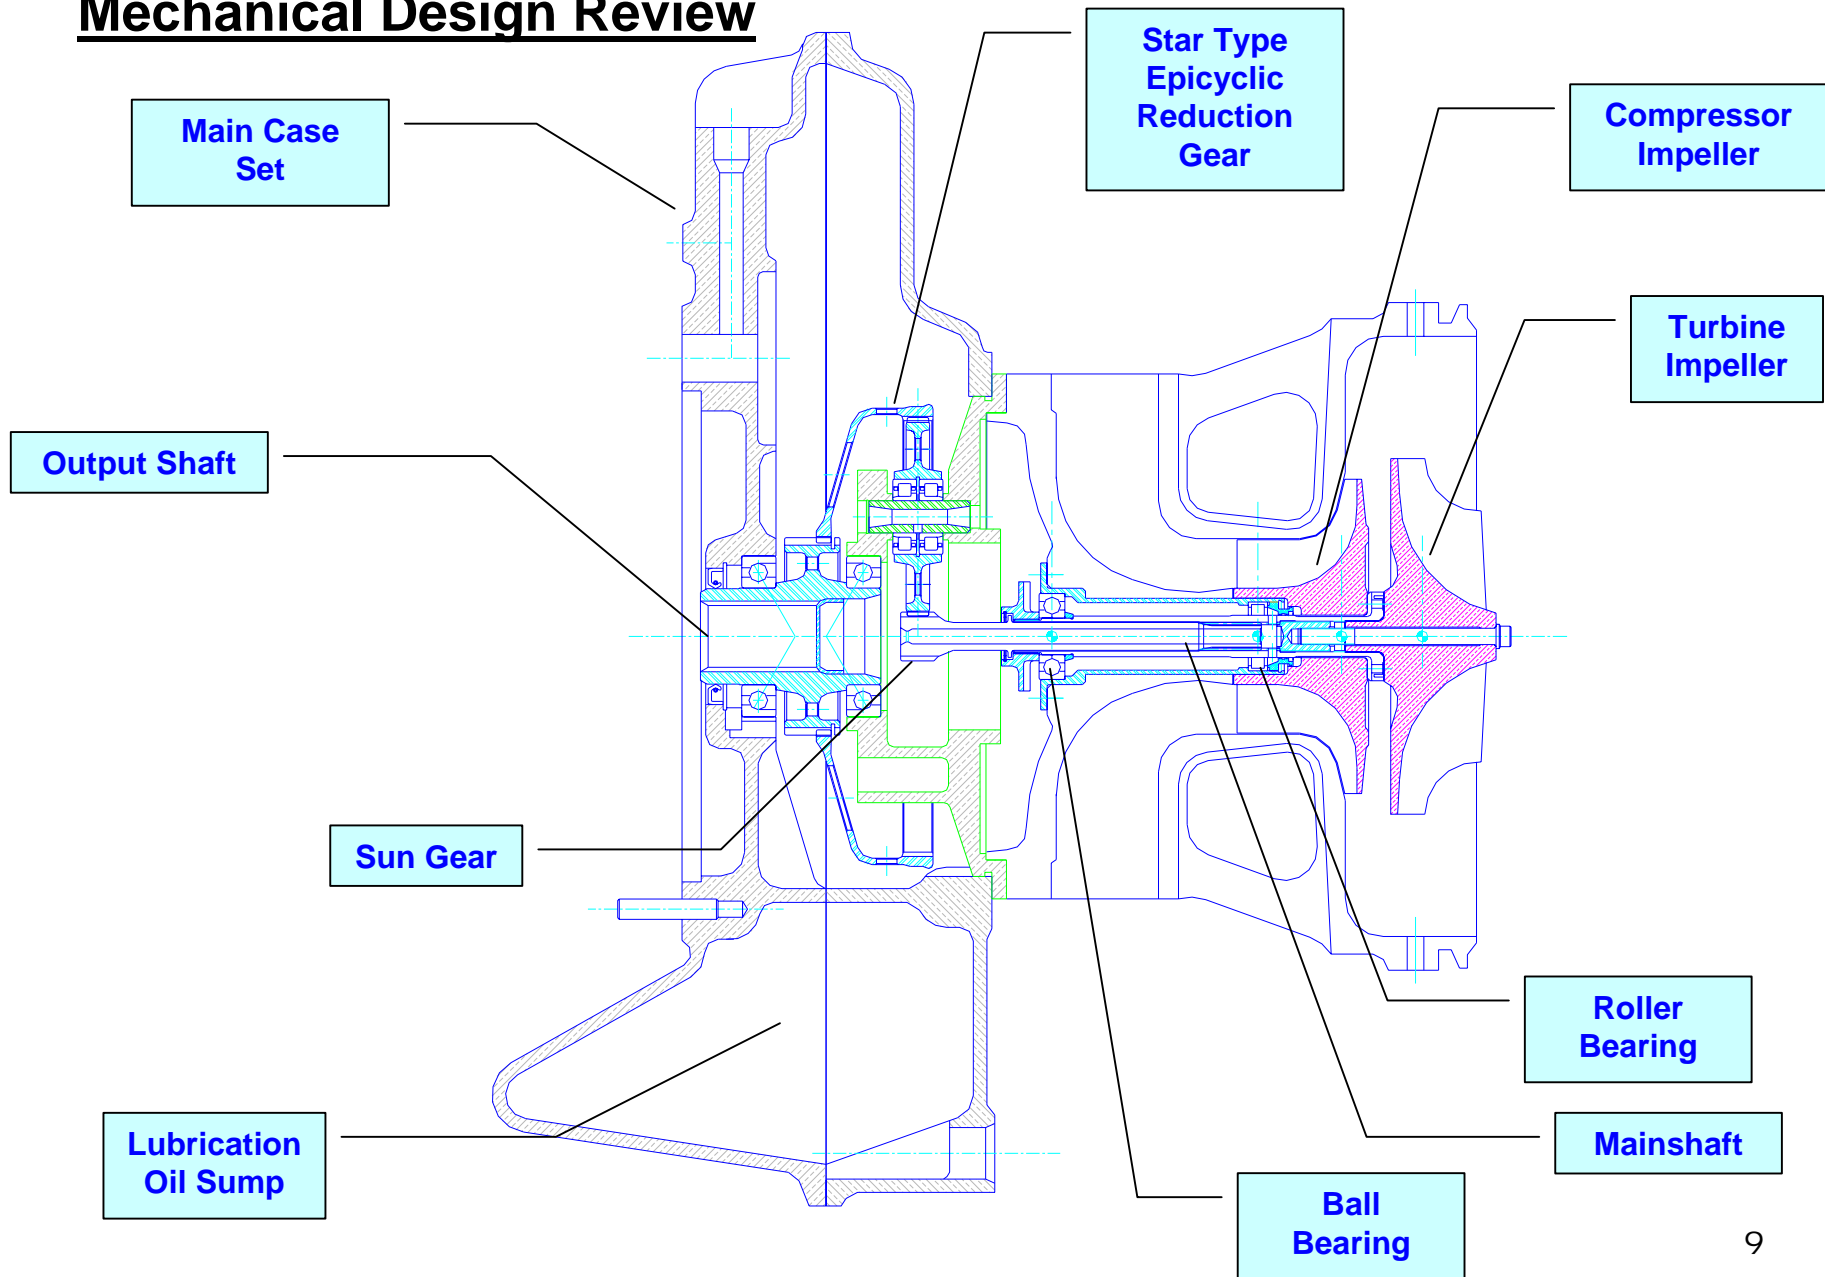 Mechanical Design Review
Star Type
Epicyclic
Reduction
Gear
Main Case
Set
Compressor
Impeller
Turbine
Impeller
Output Shaft
Sun Gear
Roller
Bearing
Lubrication
Oil Sump
Mainshaft
Ball
Bearing
9